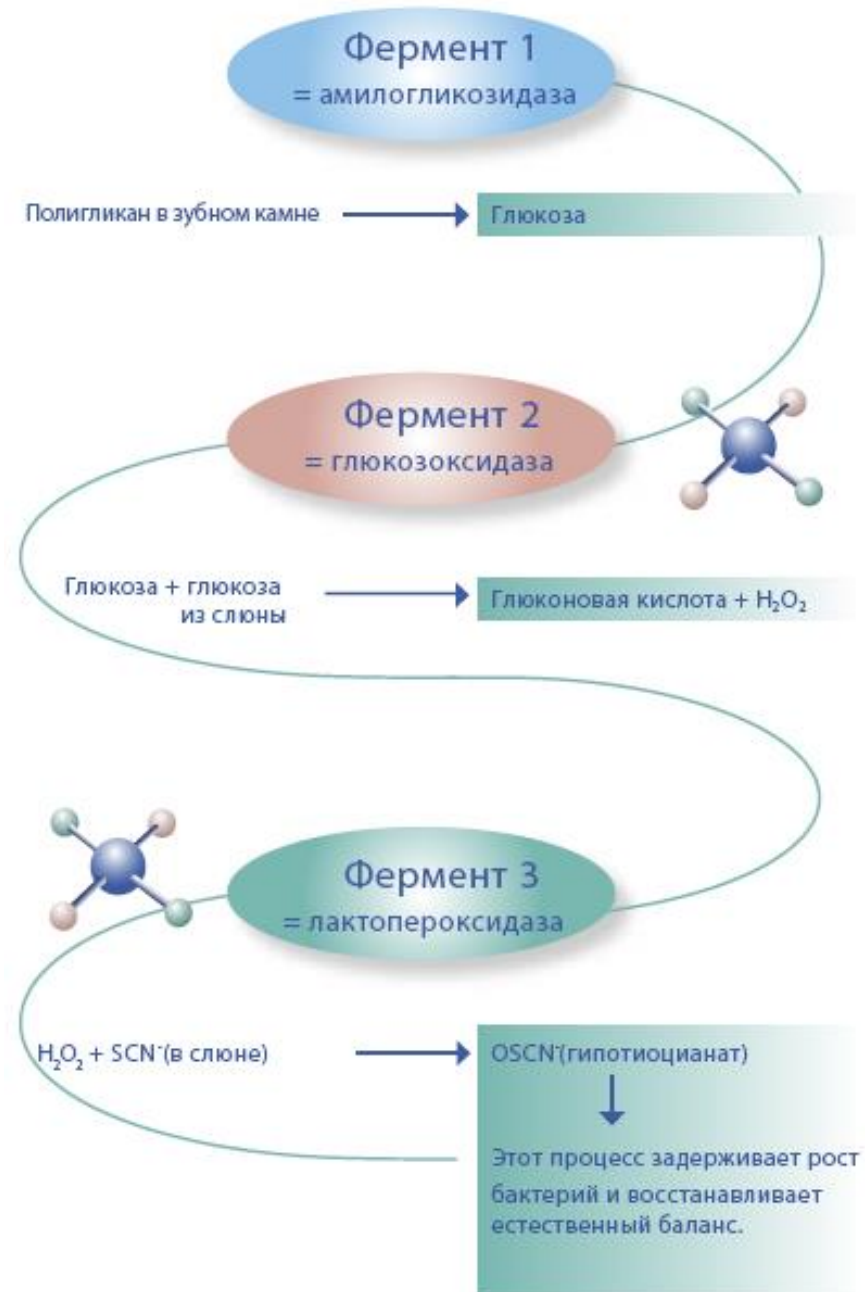 Фермент 1
= амилогликозидаза
Полигликан в зубном камне
Глюкоза
Фермент 2
= глюкозоксидаза
Глюкоза + глюкоза
из слюны
Глюконовая кислота + H₂O₂
Фермент 3
= лактопероксидаза
H₂O₂ + SCN⁻(в слюне)
OSCN⁻(гипотиоцианат)
Этот процесс задерживает рост
бактерий и восстанавливает
естественный баланс.